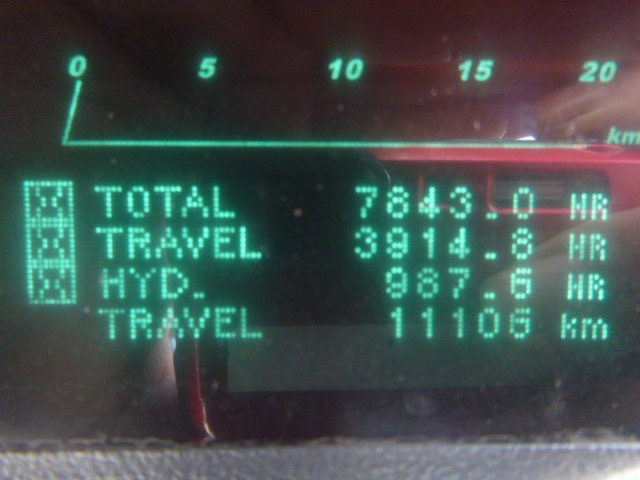 0 5 10 15 20
km
TOTAL 7843.0 HR
TRAVEL 3914.8 HR
HYD. 987.6 HR
TRAVEL 11106 km